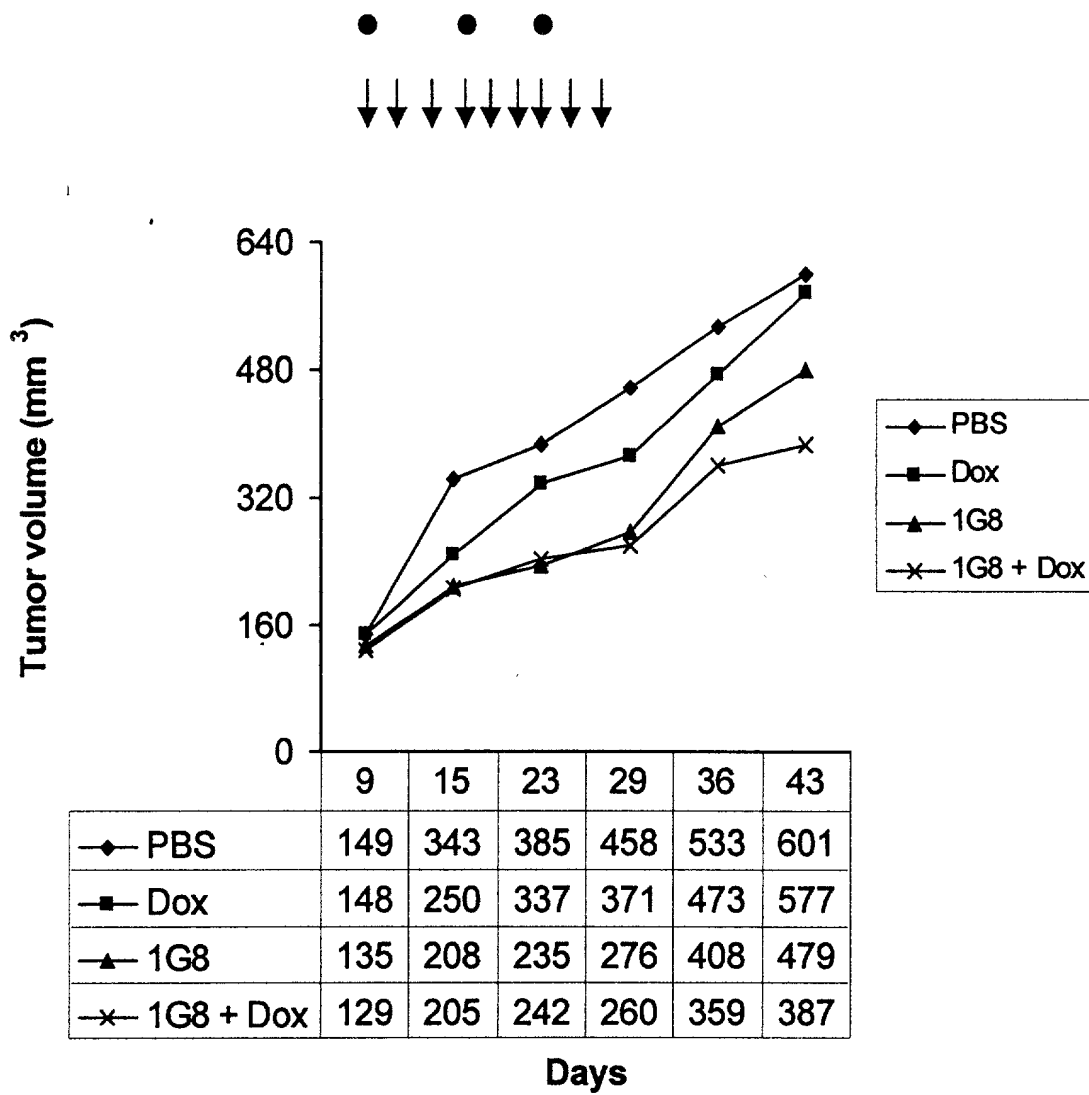 Tumor volume (mm³)
640
480
320
160
0
PBS
Dox
1G8
1G8 + Dox
9 15 23 29 36 43
PBS 149 343 385 458 533 601
Dox 148 250 337 371 473 577
1G8 135 208 235 276 408 479
1G8 + Dox 129 205 242 260 359 387
Days